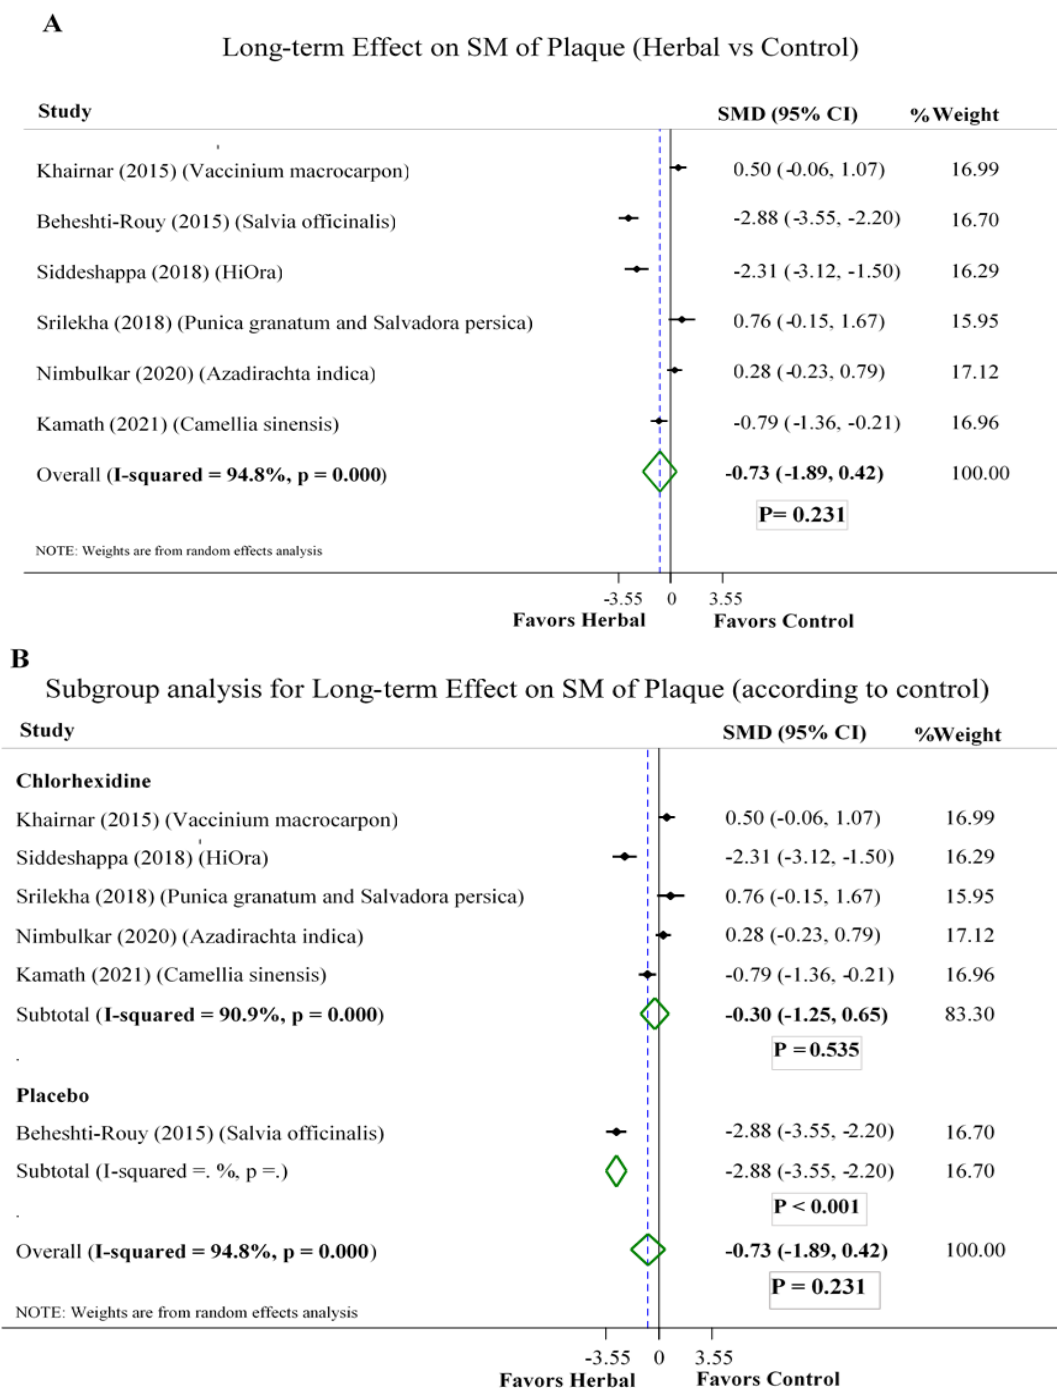 A
Long-term Effect on SM of Plaque (Herbal vs Control)
Study SMD (95% CI) % Weight
Khairnar (2015) (Vaccinium macrocarpon) 0.50 (-0.06, 1.07) 16.99
Beheshti-Rouy (2015) (Salvia officinalis) -2.88 (-3.55, -2.20) 16.70
Siddeshappa (2018) (HiOra) -2.31 (-3.12, -1.50) 16.29
Srilekha (2018) (Punica granatum and Salvadora persica) 0.76 (-0.15, 1.67) 15.95
Nimbulkar (2020) (Azadirachta indica) 0.28 (-0.23, 0.79) 17.12
Kamath (2021) (Camellia sinensis) -0.79 (-1.36, -0.21) 16.96
Overall (I-squared = 94.8%, p = 0.000) -0.73 (-1.89, 0.42) 100.00
P= 0.231
NOTE: Weights are from random effects analysis
-3.55 0 3.55
Favors Herbal Favors Control
B
Subgroup analysis for Long-term Effect on SM of Plaque (according to control)
Study SMD (95% CI) %Weight
Chlorhexidine
Khairnar (2015) (Vaccinium macrocarpon) 0.50 (-0.06, 1.07) 16.99
Siddeshappa (2018) (HiOra) -2.31 (-3.12, -1.50) 16.29
Srilekha (2018) (Punica granatum and Salvadora persica) 0.76 (-0.15, 1.67) 15.95
Nimbulkar (2020) (Azadirachta indica) 0.28 (-0.23, 0.79) 17.12
Kamath (2021) (Camellia sinensis) -0.79 (-1.36, -0.21) 16.96
Subtotal (I-squared = 90.9%, p = 0.000) -0.30 (-1.25, 0.65) 83.30
P = 0.535
.
Placebo
Beheshti-Rouy (2015) (Salvia officinalis) -2.88 (-3.55, -2.20) 16.70
Subtotal (I-squared =. %, p =.) -2.88 (-3.55, -2.20) 16.70
P < 0.001
.
Overall (I-squared = 94.8%, p = 0.000) -0.73 (-1.89, 0.42) 100.00
P = 0.231
NOTE: Weights are from random effects analysis
-3.55 0 3.55
Favors Herbal Favors Control